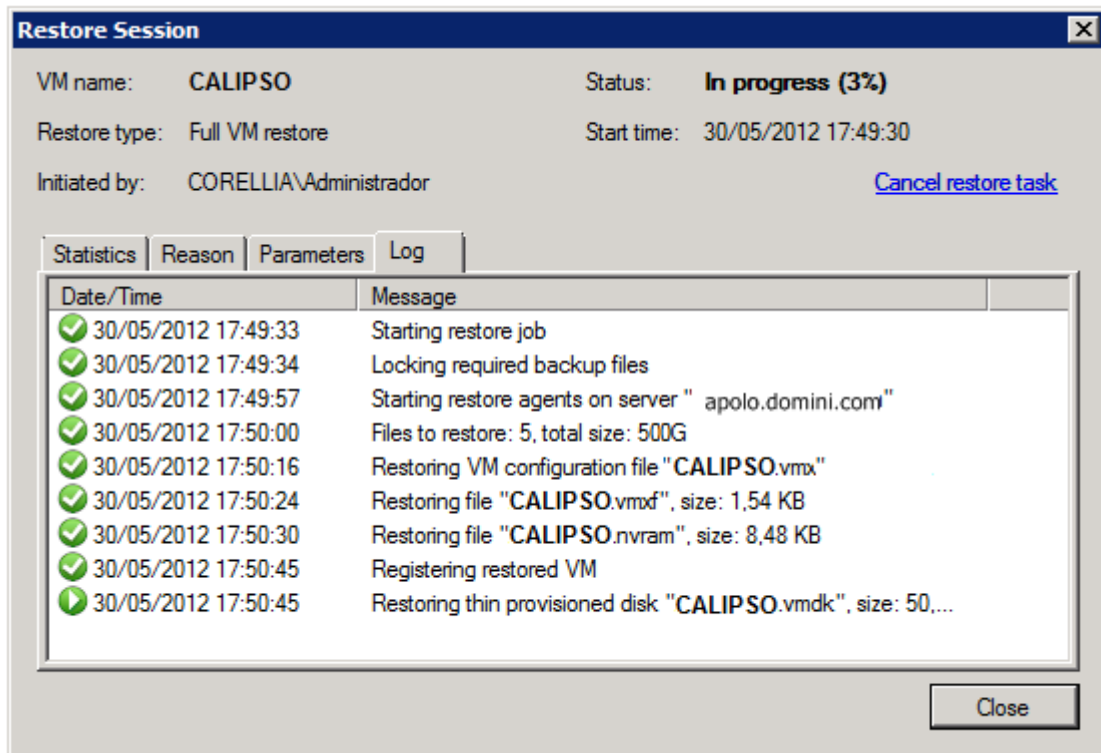 Restore Session
VM name: CALIPSO Status: In progress (3%)
Restore type: Full VM restore Start time: 30/05/2012 17:49:30
Initiated by: CORELLIA\Administrador Cancel restore task
Statistics Reason Parameters Log
Date/Time Message
30/05/2012 17:49:33 Starting restore job
30/05/2012 17:49:34 Locking required backup files
30/05/2012 17:49:57 Starting restore agents on server " apolo.domini.com"
30/05/2012 17:50:00 Files to restore: 5, total size: 500G
30/05/2012 17:50:16 Restoring VM configuration file "CALIPSO.vmx"
30/05/2012 17:50:24 Restoring file "CALIPSO.vmxf", size: 1,54 KB
30/05/2012 17:50:30 Restoring file "CALIPSO.nvram", size: 8,48 KB
30/05/2012 17:50:45 Registering restored VM
30/05/2012 17:50:45 Restoring thin provisioned disk "CALIPSO.vmdk", size: 50,...
Close